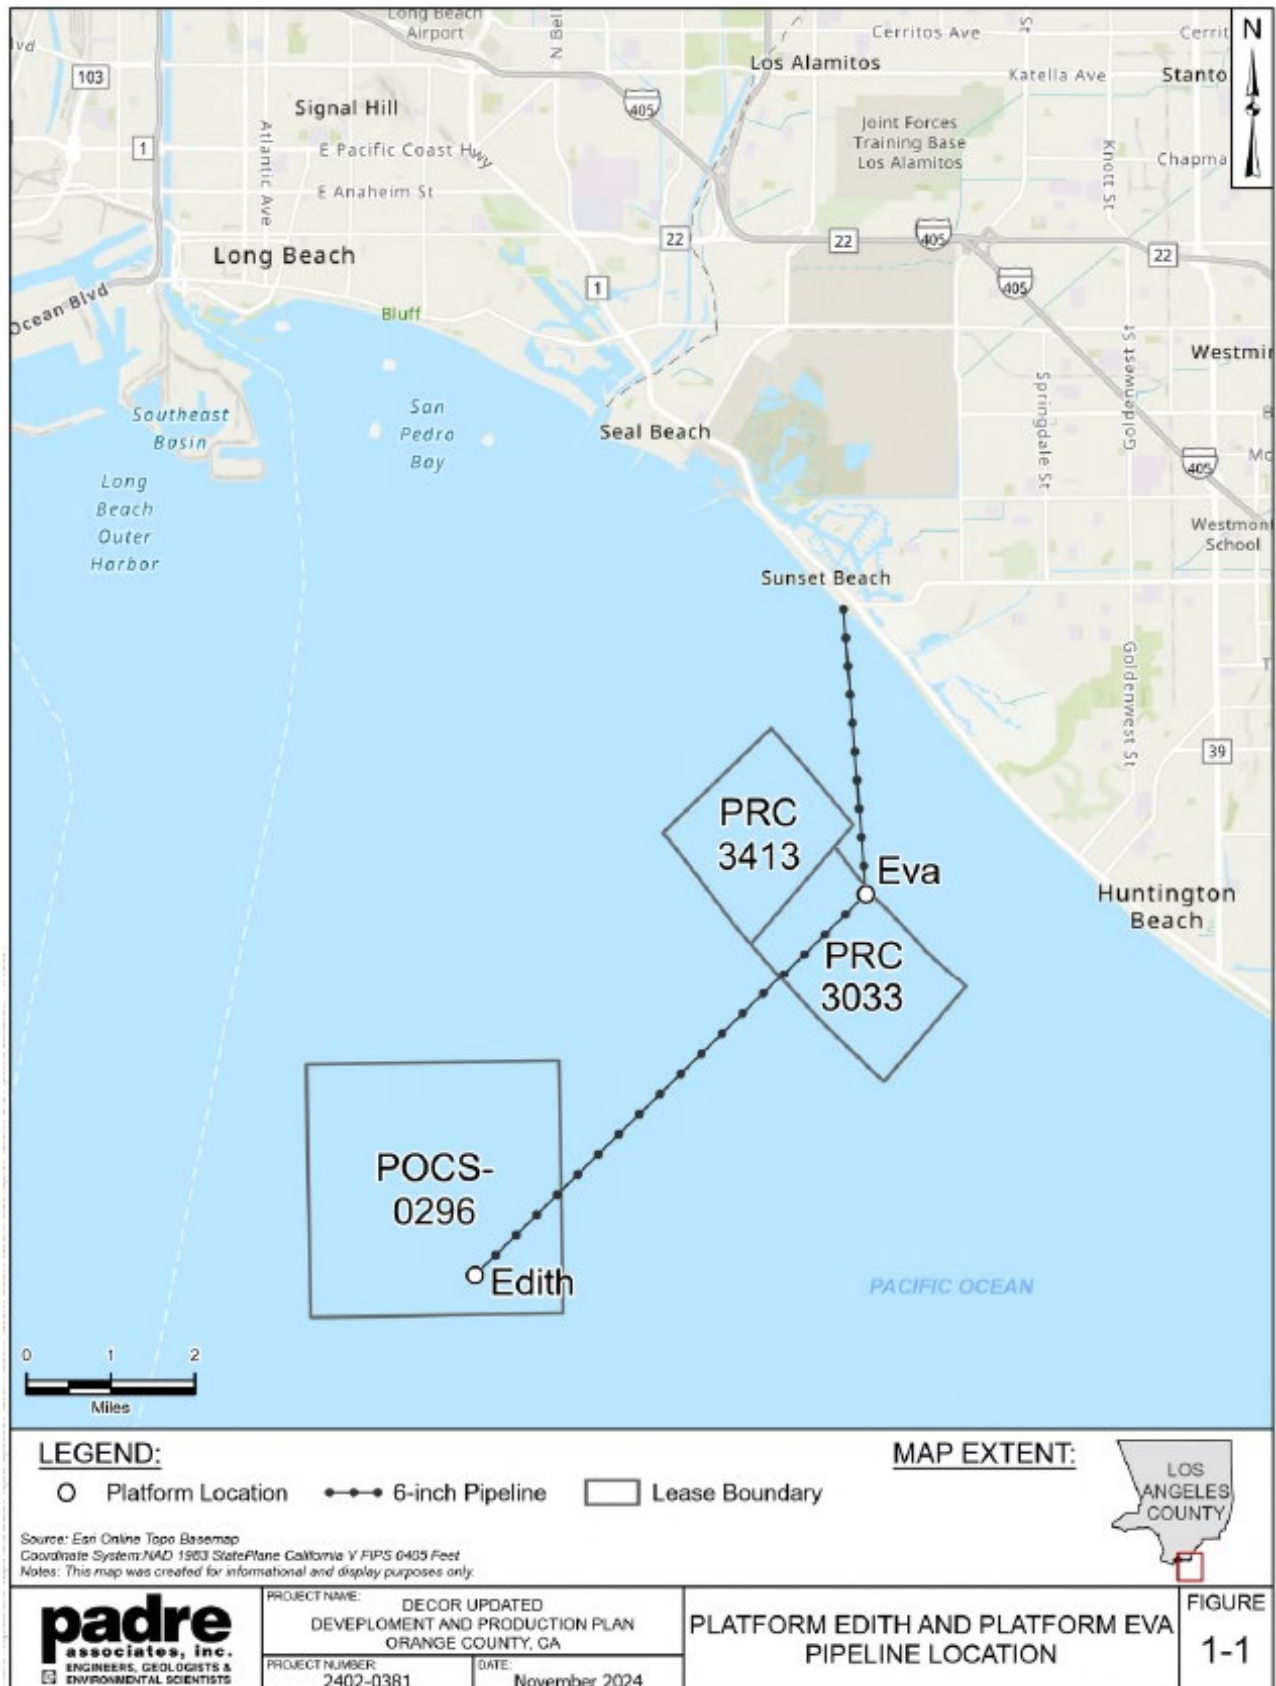 Long Beach
Airport
N Bell
Cerritos Ave
St
Cerrit
N
lvd
103
405
Los Alamitos
Katella Ave
Stanto
Signal Hill
Joint Forces
Training Base
Los Alamitos
1
Atlantic Ave
E Pacific Coast Hwy
Knott St
Chapma
E Anaheim St
Long Beach
22
22
405
22
1
405
Ocean Blvd
Bluff
Westmin
Springdale St
Goldenwest St
Southeast
Basin
San
Pedro
Bay
Seal Beach
B
Mc
405
Long
Beach
Outer
Harbor
Westmont
School
Sunset Beach
Goldenwest St
T
39
PRC
3413
Eva
Huntington
Beach
PRC
3033
POCS-
0296
Edith
PACIFIC OCEAN
0 1 2
Miles
LEGEND:
Platform Location
6-inch Pipeline
Lease Boundary
MAP EXTENT:
LOS
ANGELES
COUNTY
Source: Esri Online Topo Basemap
Coordinate System:NAD 1983 StatePlane California V FIPS 0405 Feet
Notes: This map was created for informational and display purposes only.
padre
associates, inc.
ENGINEERS, GEOLOGISTS &
ENVIRONMENTAL SCIENTISTS
PROJECT NAME:
DECOR UPDATED
DEVEPLOMENT AND PRODUCTION PLAN
ORANGE COUNTY, CA
PROJECT NUMBER:
2402-0381
DATE:
November 2024
PLATFORM EDITH AND PLATFORM EVA
PIPELINE LOCATION
FIGURE
1-1